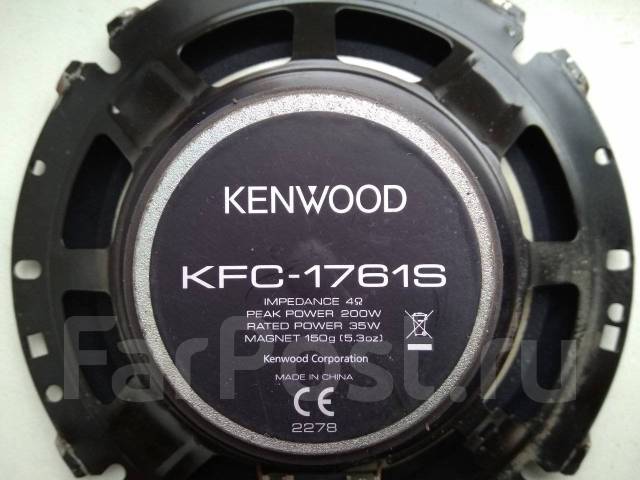 KENWOOD
KFC-1761S
IMPEDANCE 4Ω
PEAK POWER 200W
RATED POWER 35W
MAGNET 150g (5.3oz)
Kenwood Corporation
MADE IN CHINA
CE
2278
FarPost.ru